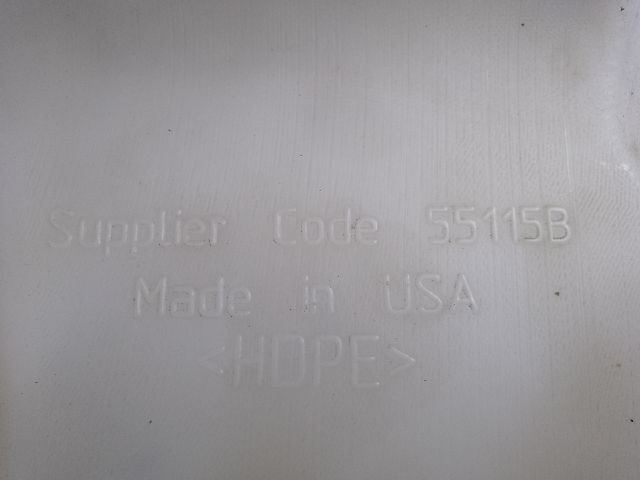 Supplier Code 55115B
Made in USA
<HDPE>